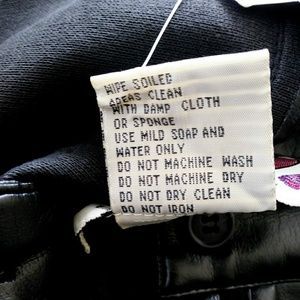 WIPE SOILED
AREAS CLEAN
WITH DAMP CLOTH
OR SPONGE
USE MILD SOAP AND
WATER ONLY
DO NOT MACHINE WASH
DO NOT MACHINE DRY
DO NOT DRY CLEAN
DO NOT IRON